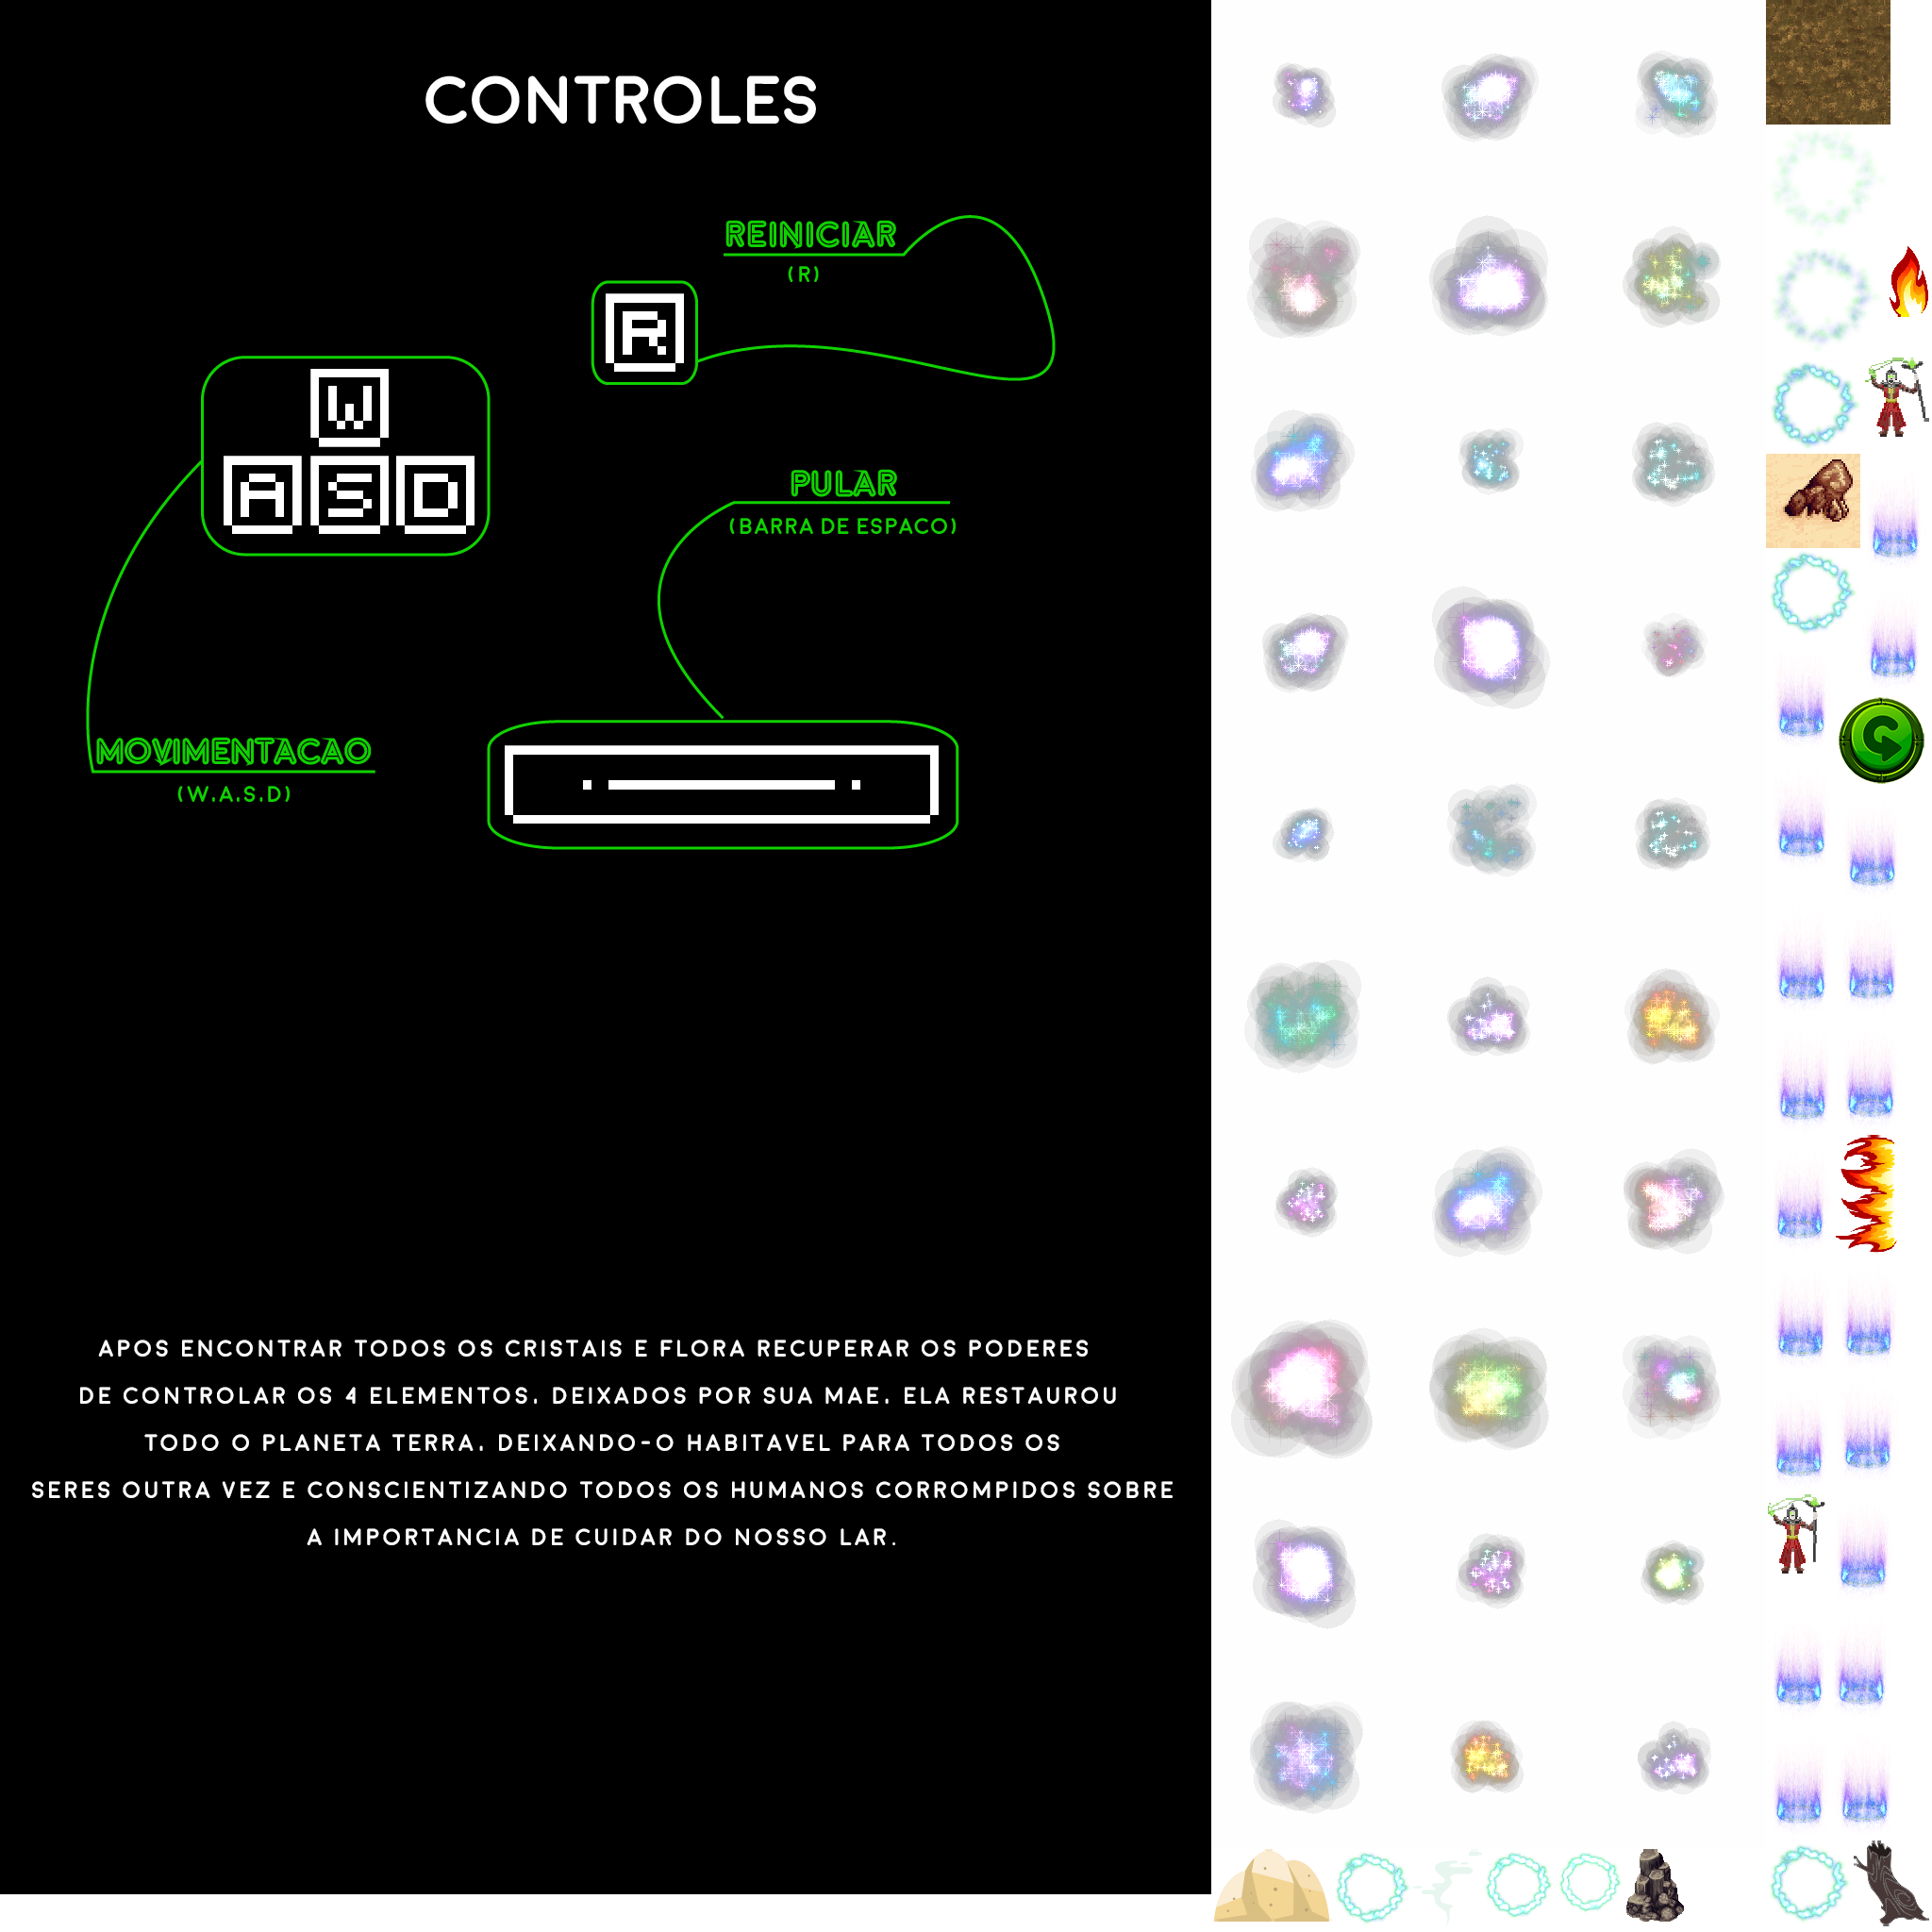 CONTROLES
REINICIAR
(R)
R
W
A S D
PULAR
(BARRA DE ESPACO)
MOVIMENTACAO
(W.A.S.D)
APOS ENCONTRAR TODOS OS CRISTAIS E FLORA RECUPERAR OS PODERES
DE CONTROLAR OS 4 ELEMENTOS, DEIXADOS POR SUA MAE, ELA RESTAUROU
TODO O PLANETA TERRA, DEIXANDO-O HABITAVEL PARA TODOS OS
SERES OUTRA VEZ E CONSCIENTIZANDO TODOS OS HUMANOS CORROMPIDOS SOBRE
A IMPORTANCIA DE CUIDAR DO NOSSO LAR.